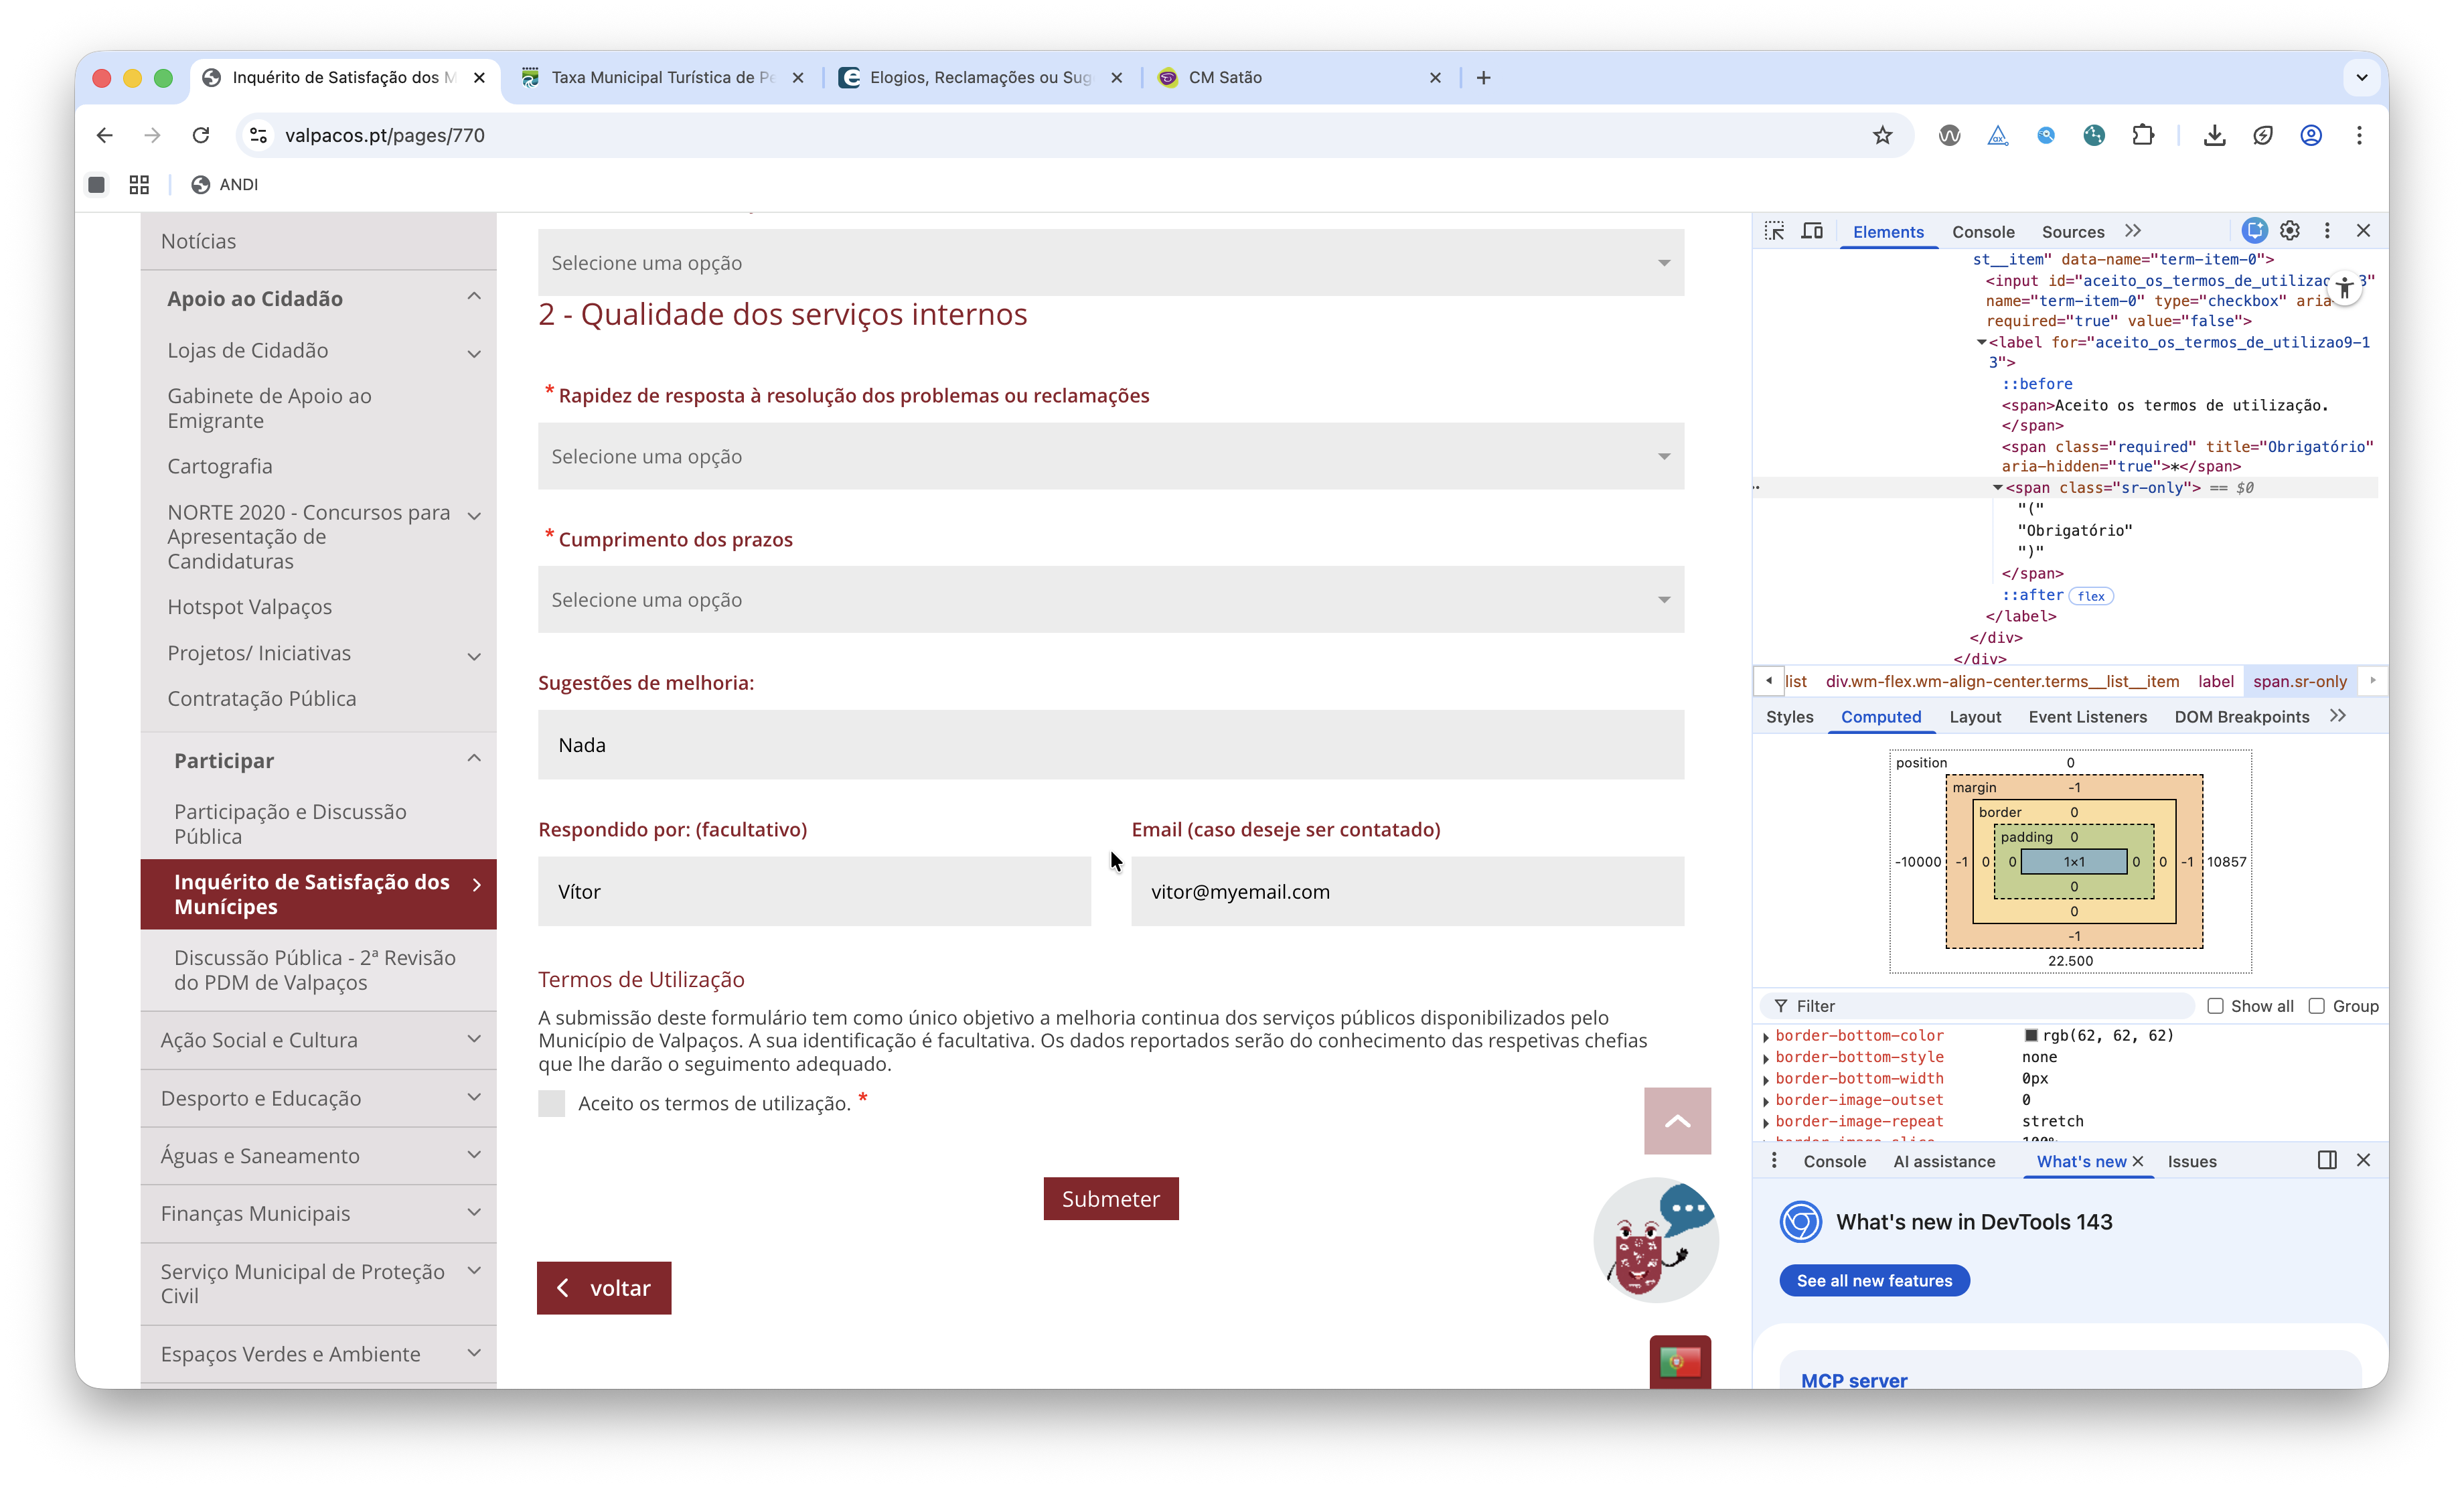 Inquérito de Satisfação dos M
Taxa Municipal Turística de Pe
Elogios, Reclamações ou Sug
CM Satão
valpacos.pt/pages/770
ANDI
Notícias
Apoio ao Cidadão
Lojas de Cidadão
Gabinete de Apoio ao
Emigrante
Cartografia
NORTE 2020 - Concursos para
Apresentação de
Candidaturas
Hotspot Valpaços
Projetos/ Iniciativas
Contratação Pública
Participar
Participação e Discussão
Pública
Inquérito de Satisfação dos
Munícipes
Discussão Pública - 2ª Revisão
do PDM de Valpaços
Ação Social e Cultura
Desporto e Educação
Águas e Saneamento
Finanças Municipais
Serviço Municipal de Proteção
Civil
Espaços Verdes e Ambiente
Selecione uma opção
2 - Qualidade dos serviços internos
* Rapidez de resposta à resolução dos problemas ou reclamações
Selecione uma opção
* Cumprimento dos prazos
Selecione uma opção
Sugestões de melhoria:
Nada
Respondido por: (facultativo)
Email (caso deseje ser contatado)
Vítor
vitor@myemail.com
Termos de Utilização
A submissão deste formulário tem como único objetivo a melhoria continua dos serviços públicos disponibilizados pelo
Município de Valpaços. A sua identificação é facultativa. Os dados reportados serão do conhecimento das respetivas chefias
que lhe darão o seguimento adequado.
Aceito os termos de utilização. *
Submeter
voltar
Elements
Console
Sources
st__item" data-name="term-item-0">
<input id="aceito_os_termos_de_utilizao
name="term-item-0" type="checkbox" aria
required="true" value="false">
<label for="aceito_os_termos_de_utilizao9-1
3">
::before
<span>Aceito os termos de utilização.
</span>
<span class="required" title="Obrigatório"
aria-hidden="true">*</span>
<span class="sr-only"> == $0
"("
"Obrigatório"
")"
</span>
::after flex
</label>
</div>
</div>
list div.wm-flex.wm-align-center.terms__list__item label span.sr-only
Styles Computed Layout Event Listeners DOM Breakpoints
position 0
margin -1
border 0
padding 0
-10000 -1 0 0 1×1 0 0 -1 10857
0
0
-1
22.500
Filter
Show all
Group
border-bottom-color rgb(62, 62, 62)
border-bottom-style none
border-bottom-width 0px
border-image-outset 0
border-image-repeat stretch
border-image-slice 100%
Console AI assistance What's new Issues
What's new in DevTools 143
See all new features
MCP server